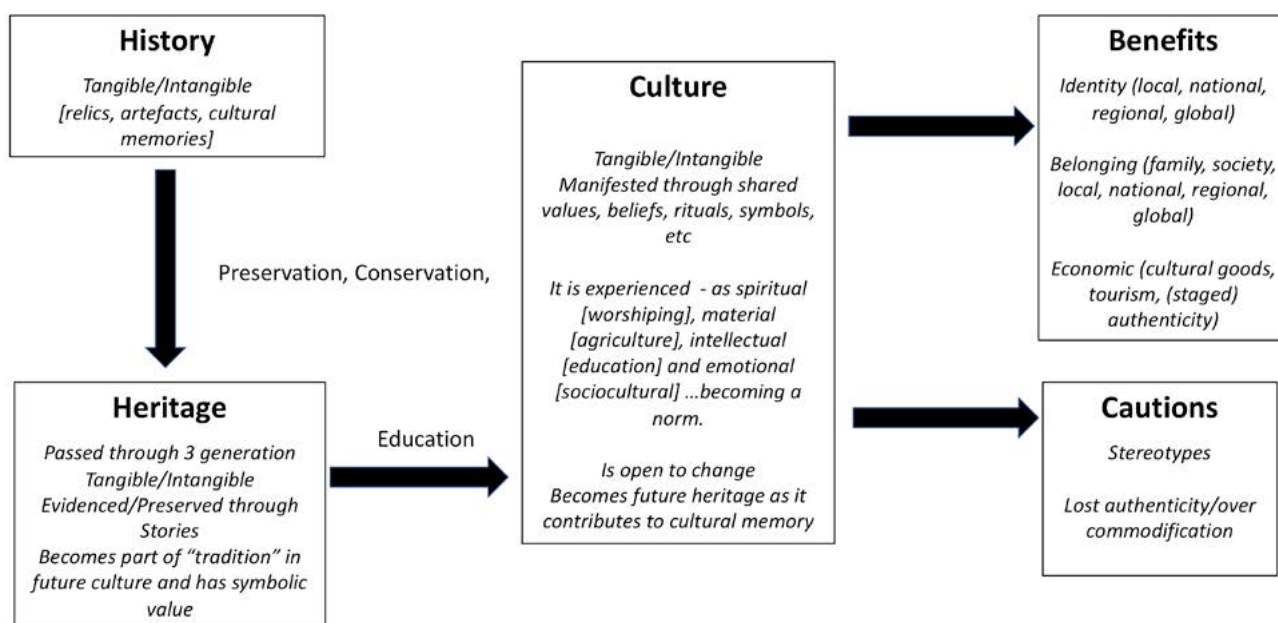 History
Tangible/Intangible
[relics, artefacts, cultural
memories]
Preservation, Conservation,
Heritage
Passed through 3 generation
Tangible/Intangible
Evidenced/Preserved through
Stories
Becomes part of “tradition” in
future culture and has symbolic
value
Education
Culture
Tangible/Intangible
Manifested through shared
values, beliefs, rituals, symbols,
etc
It is experienced - as spiritual
[worshiping], material
[agriculture], intellectual
[education] and emotional
[sociocultural] ...becoming a
norm.
Is open to change
Becomes future heritage as it
contributes to cultural memory
Benefits
Identity (local, national,
regional, global)
Belonging (family, society,
local, national, regional,
global)
Economic (cultural goods,
tourism, (staged)
authenticity)
Cautions
Stereotypes
Lost authenticity/over
commodification